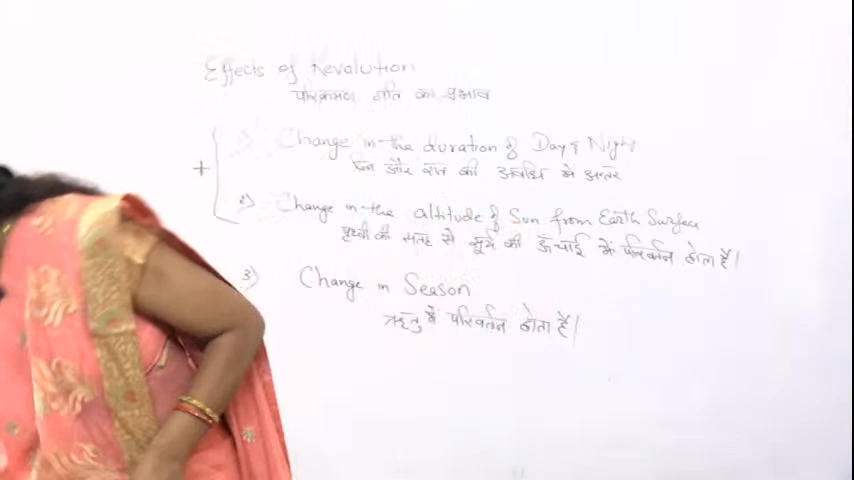 Effects of Revolution
परिक्रमण गति का प्रभाव
1) Change in the duration of Day & Night
दिन और रात की अवधि में अन्तर
2) Change in the altitude of Sun from Earth Surface
पृथ्वी की सतह से सूर्य की ऊँचाई में परिवर्तन होता है|
3) Change in Season
ऋतु में परिवर्तन होता है|